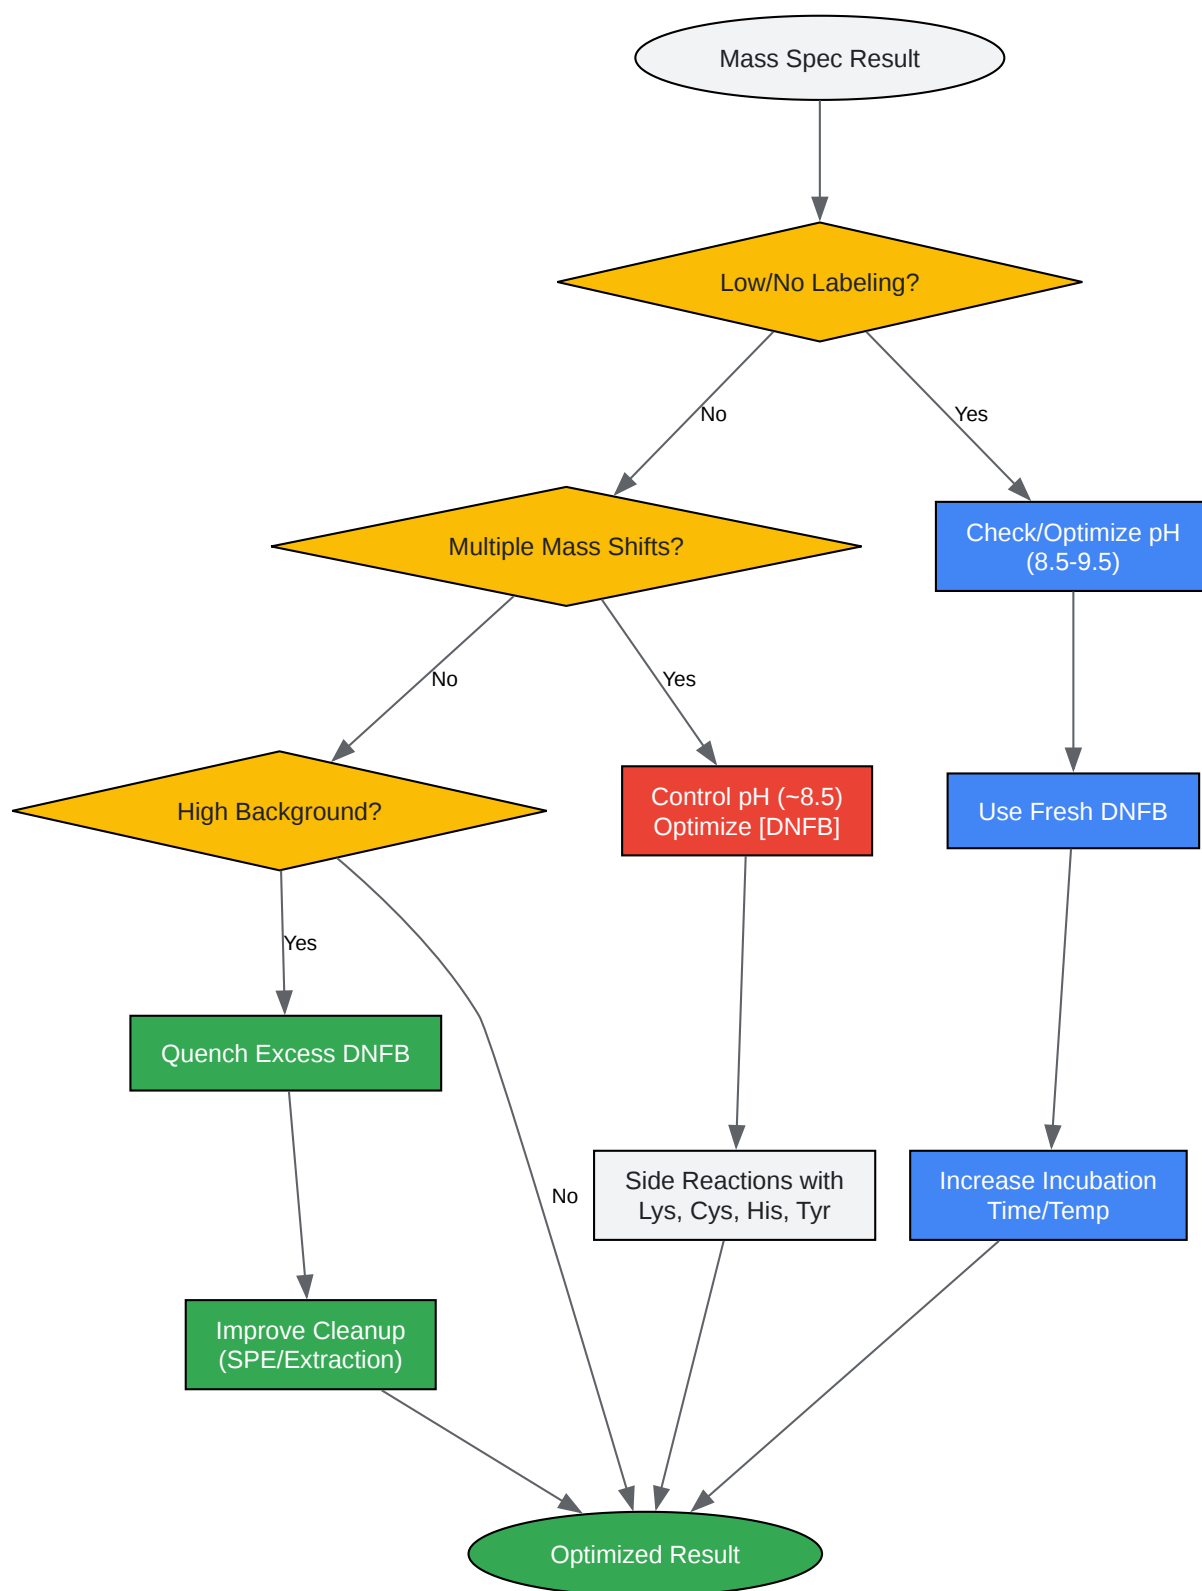 Mass Spec Result
Low/No Labeling?
No
Yes
Multiple Mass Shifts?
Check/Optimize pH
(8.5-9.5)
No
Yes
High Background?
Control pH (~8.5)
Optimize [DNFB]
Use Fresh DNFB
Yes
Quench Excess DNFB
No
Side Reactions with
Lys, Cys, His, Tyr
Increase Incubation
Time/Temp
Improve Cleanup
(SPE/Extraction)
Optimized Result